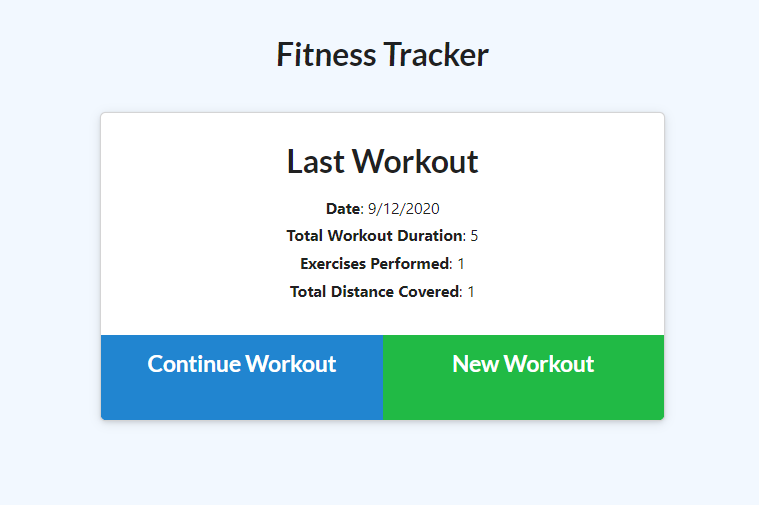 Fitness Tracker
Last Workout
Date: 9/12/2020
Total Workout Duration: 5
Exercises Performed: 1
Total Distance Covered: 1
Continue Workout
New Workout